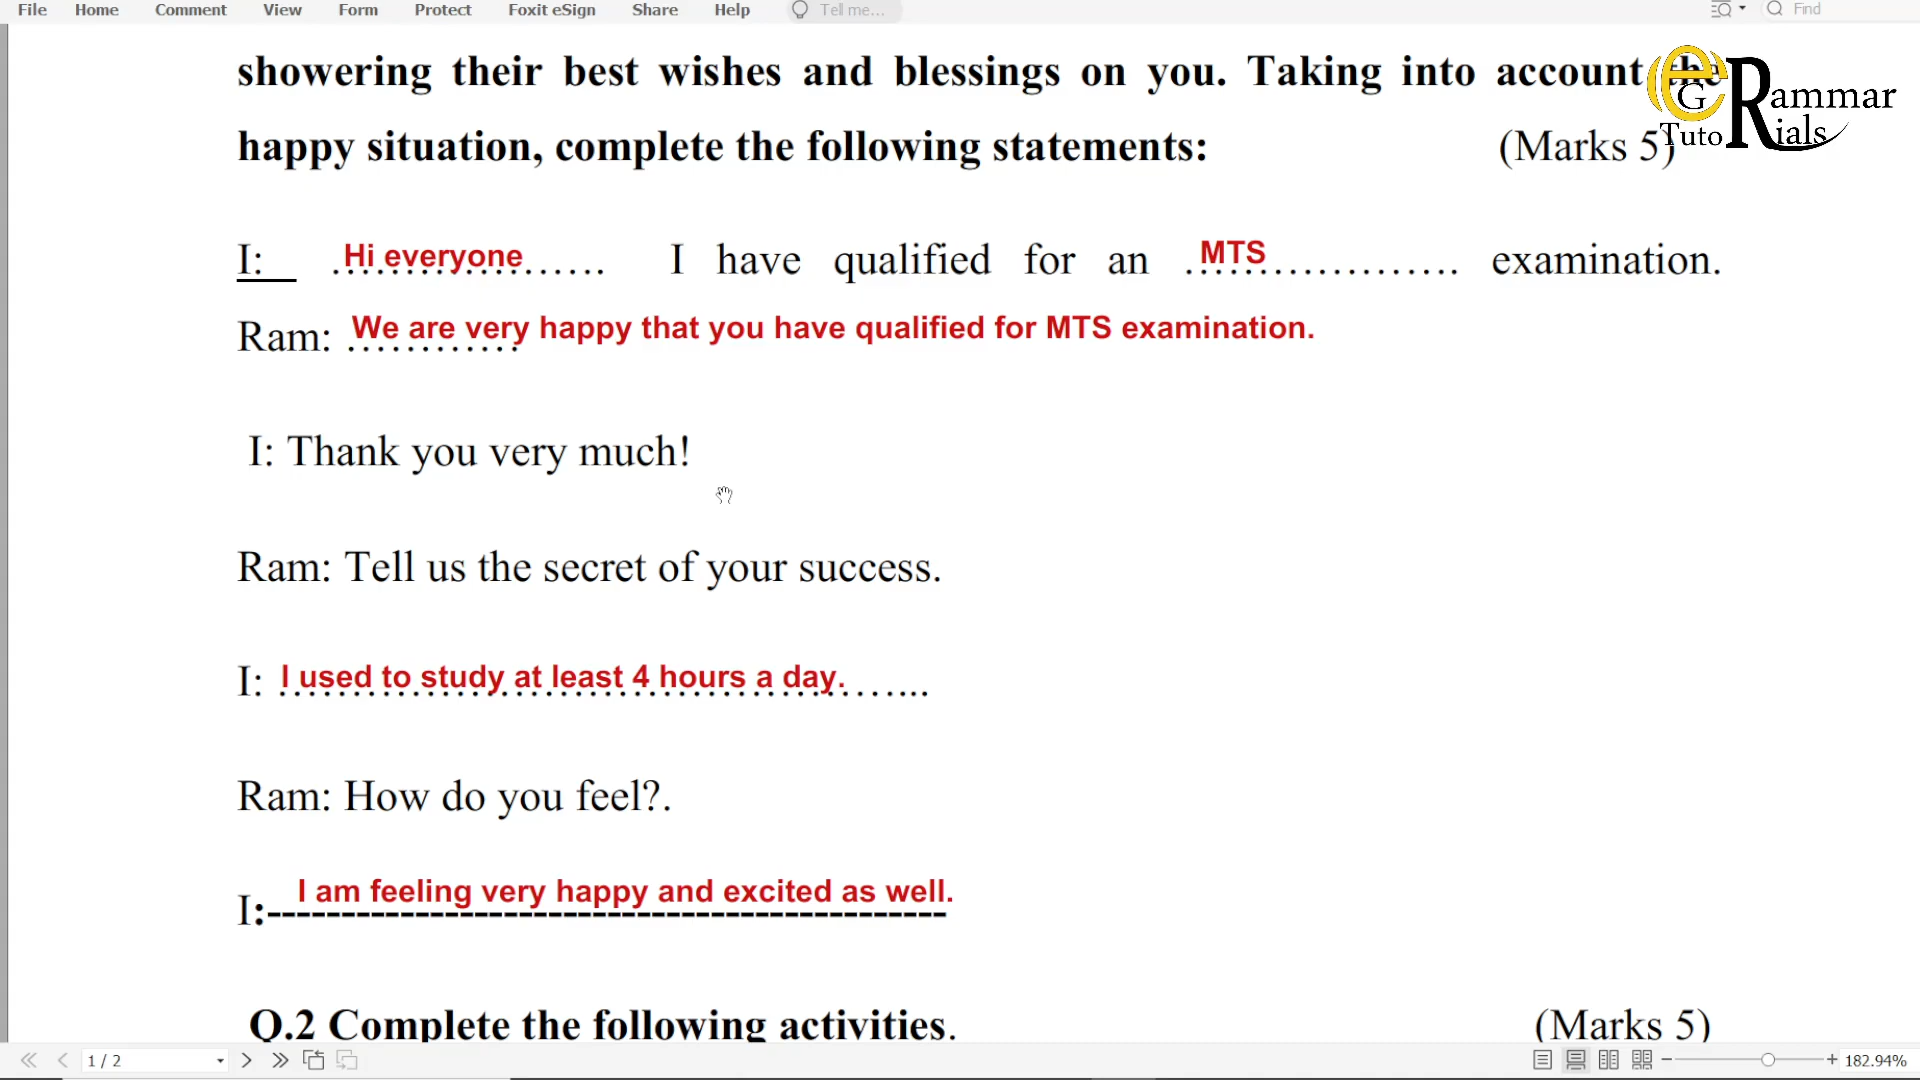 File Home Comment View Form Protect Foxit eSign Share Help Tell me... Find
showering their best wishes and blessings on you. Taking into account the
eG Rammar
TutoRials
happy situation, complete the following statements: (Marks 5)
I: .Hi everyone...... I have qualified for an .MTS.................... examination.
Ram: We are very happy that you have qualified for MTS examination.
I: Thank you very much!
Ram: Tell us the secret of your success.
I: I used to study at least 4 hours a day. ......
Ram: How do you feel?.
I:- I am feeling very happy and excited as well.
Q.2 Complete the following activities. (Marks 5)
1 / 2 182.94%